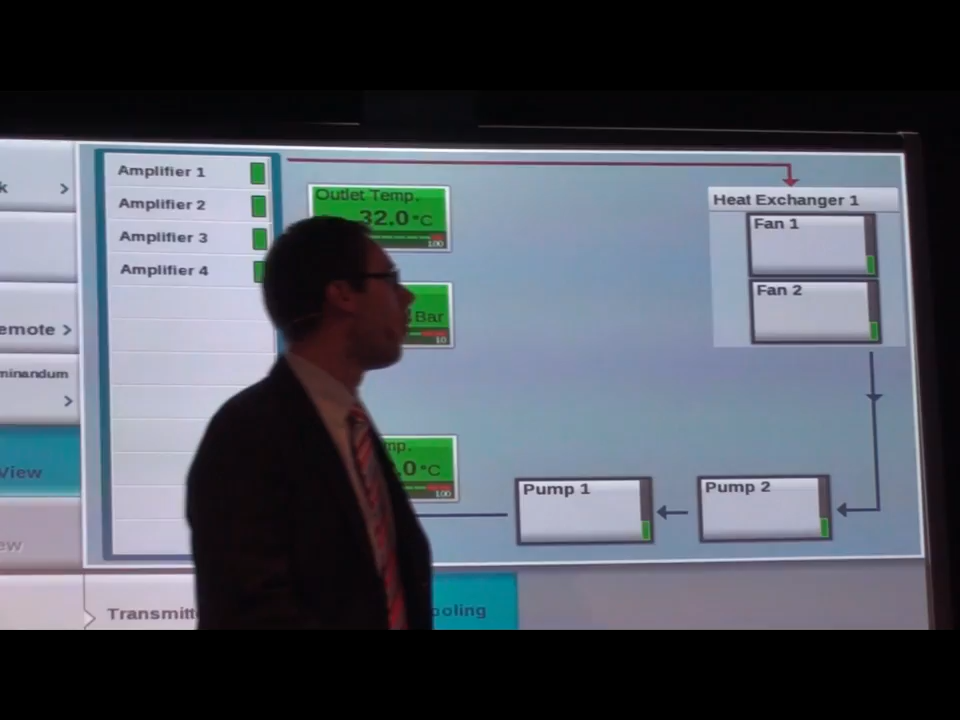 k >
Amplifier 1
Amplifier 2
Amplifier 3
Amplifier 4
Outlet Temp.
32.0 °C
100
Heat Exchanger 1
Fan 1
Fan 2
Bar
10
emote >
minandum
>
View
ew
mp.
.0 °C
100
Pump 1
Pump 2
Transmitt
ooling